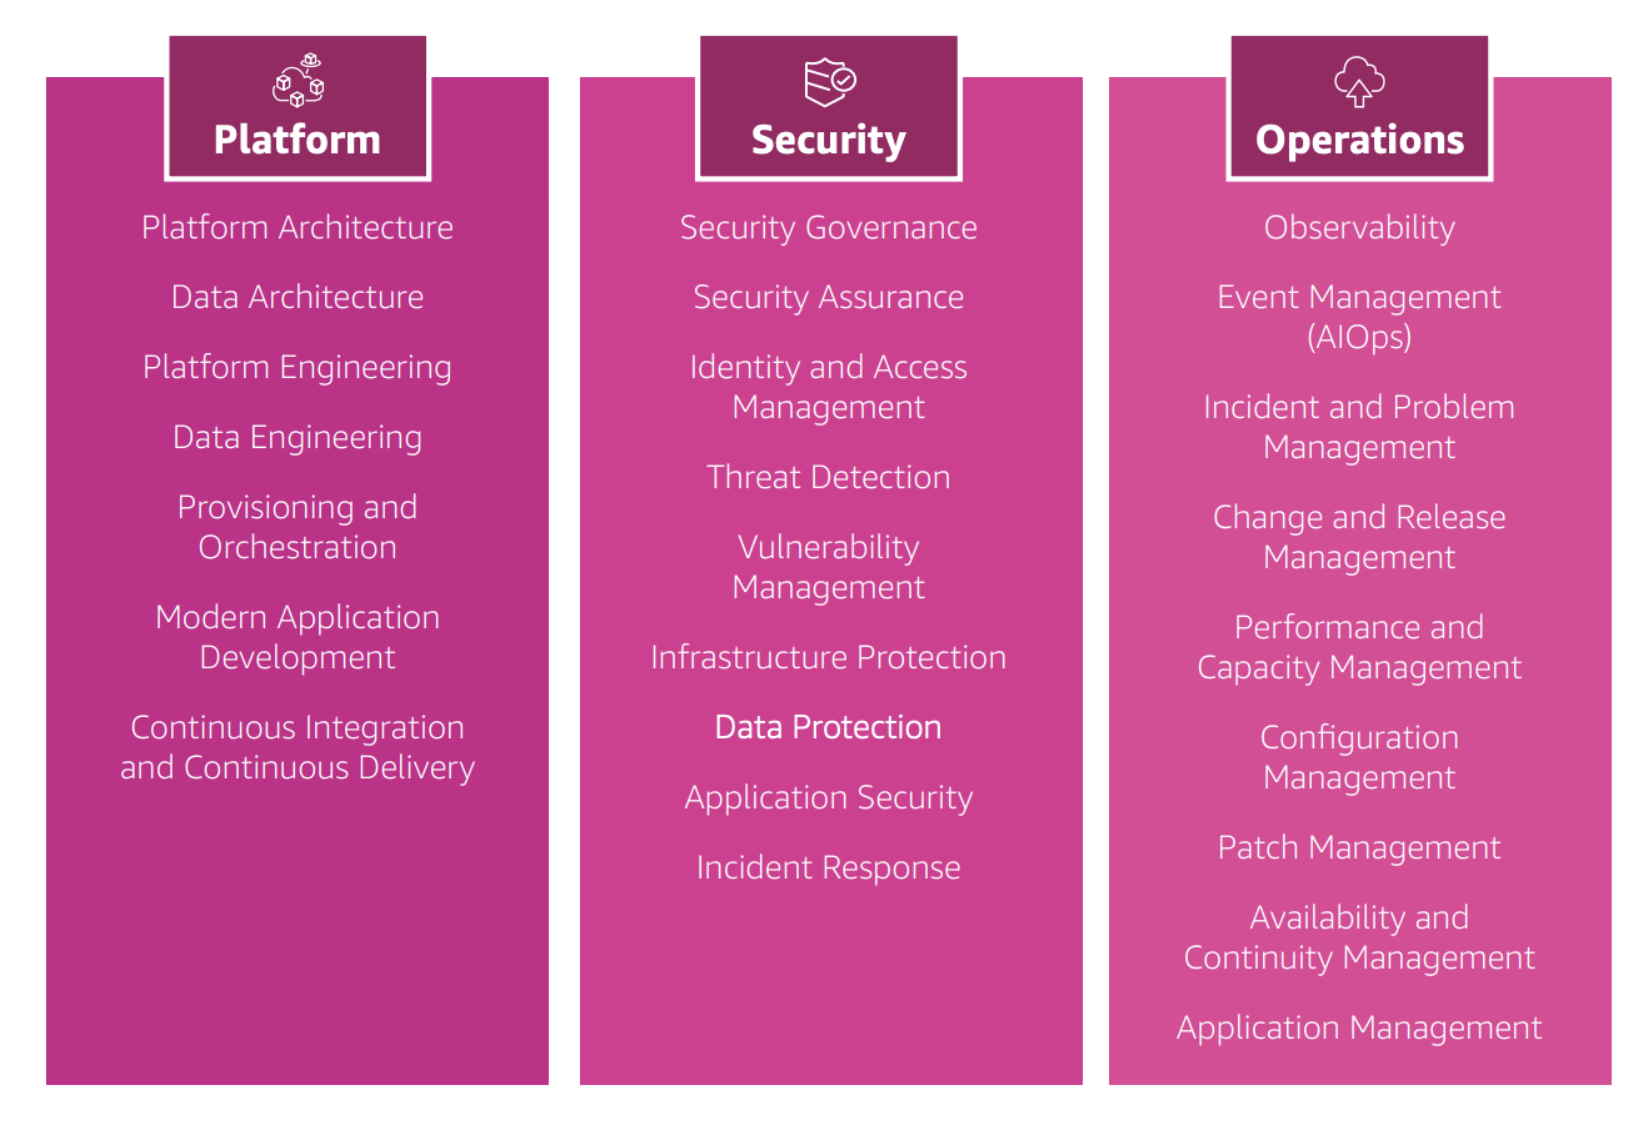 Platform
Platform Architecture
Data Architecture
Platform Engineering
Data Engineering
Provisioning and
Orchestration
Modern Application
Development
Continuous Integration
and Continuous Delivery
Security
Security Governance
Security Assurance
Identity and Access
Management
Threat Detection
Vulnerability
Management
Infrastructure Protection
Data Protection
Application Security
Incident Response
Operations
Observability
Event Management
(AIOps)
Incident and Problem
Management
Change and Release
Management
Performance and
Capacity Management
Configuration
Management
Patch Management
Availability and
Continuity Management
Application Management